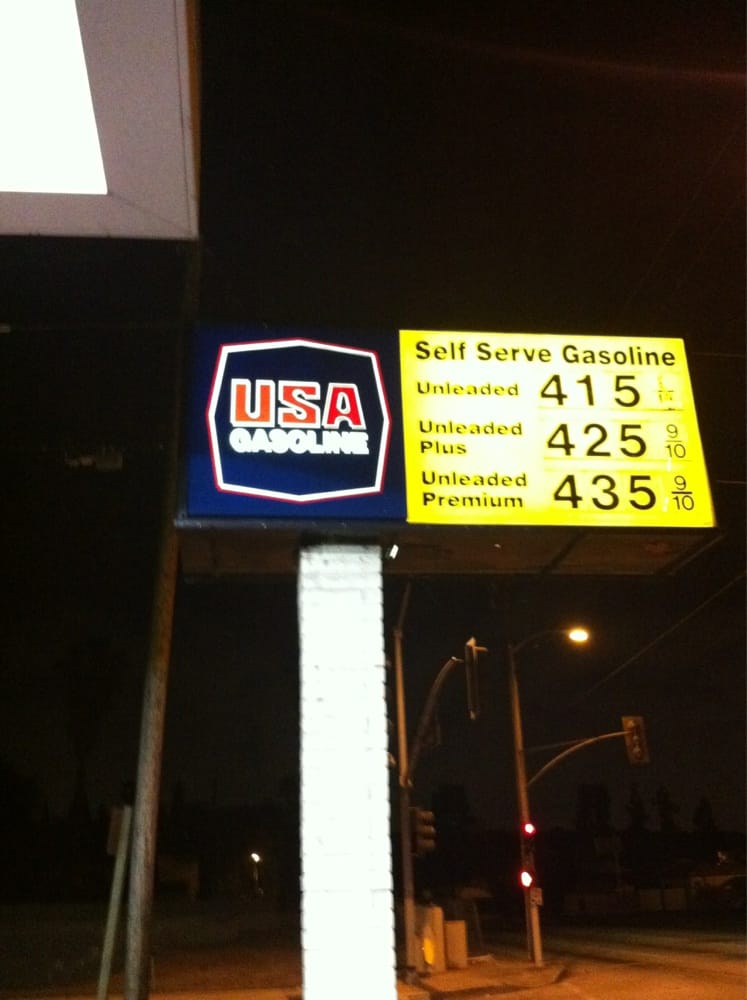 USA
GASOLINE
Self Serve Gasoline
Unleaded 415
Unleaded
Plus 425 9/10
Unleaded
Premium 435 9/10